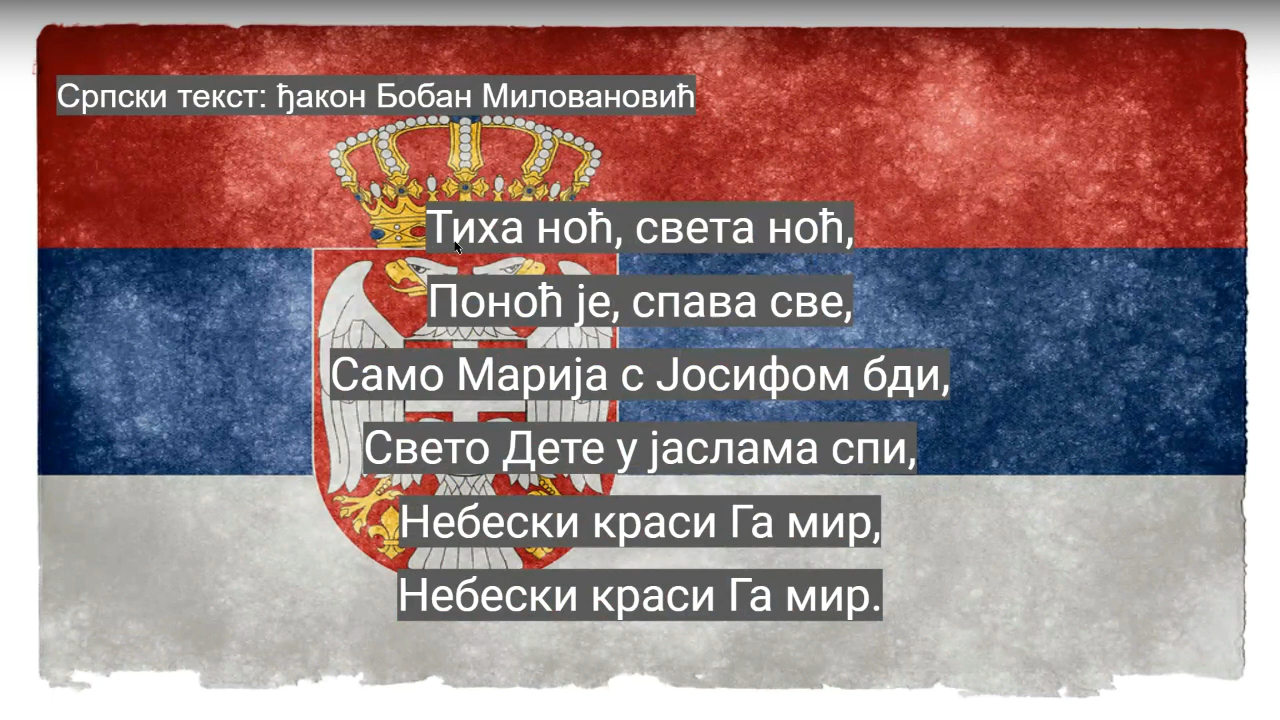 Српски текст: ђакон Бобан Миловановић
Тиха ноћ, света ноћ,
Поноћ је, спава све,
Само Марија с Јосифом бди,
Свето Дете у јаслама спи,
Небески краси Га мир,
Небески краси Га мир.